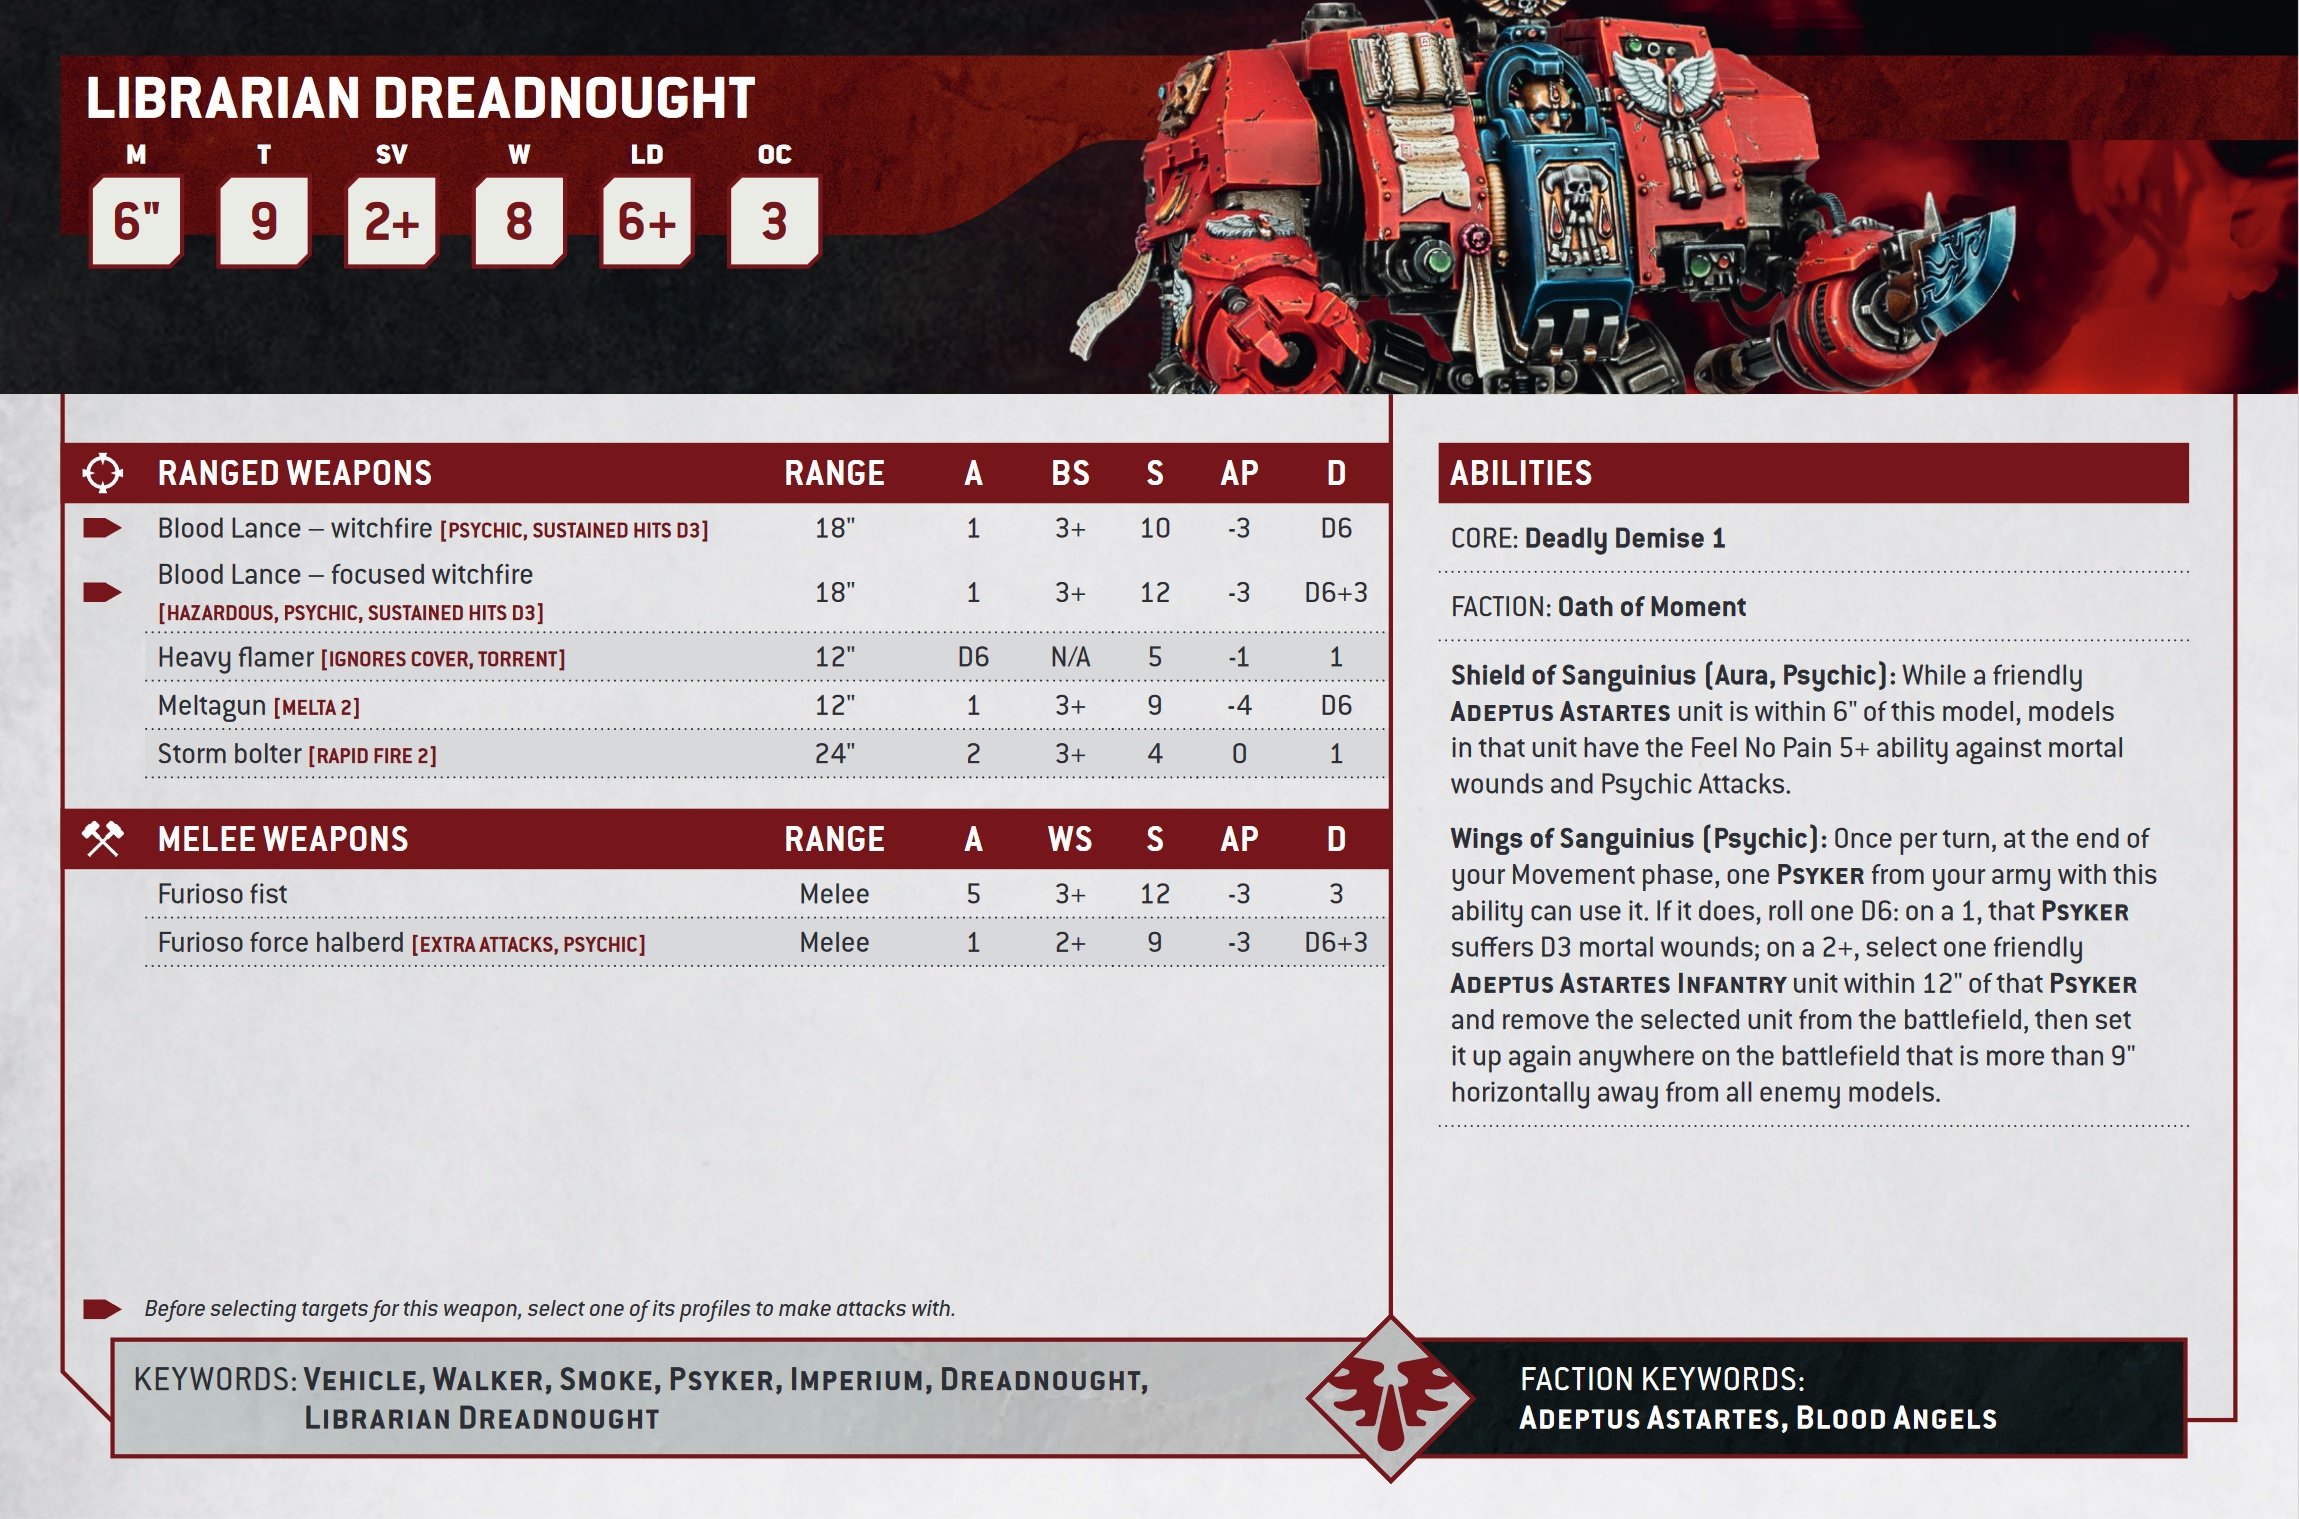 LIBRARIAN DREADNOUGHT
M T SV W LD OC
6" 9 2+ 8 6+ 3
RANGED WEAPONS RANGE A BS S AP D
Blood Lance – witchfire [PSYCHIC, SUSTAINED HITS D3] 18" 1 3+ 10 -3 D6
Blood Lance – focused witchfire
[HAZARDOUS, PSYCHIC, SUSTAINED HITS D3] 18" 1 3+ 12 -3 D6+3
Heavy flamer [IGNORES COVER, TORRENT] 12" D6 N/A 5 -1 1
Meltagun [MELTA 2] 12" 1 3+ 9 -4 D6
Storm bolter [RAPID FIRE 2] 24" 2 3+ 4 0 1
MELEE WEAPONS RANGE A WS S AP D
Furioso fist Melee 5 3+ 12 -3 3
Furioso force halberd [EXTRA ATTACKS, PSYCHIC] Melee 1 2+ 9 -3 D6+3
Before selecting targets for this weapon, select one of its profiles to make attacks with.
ABILITIES
CORE: Deadly Demise 1
FACTION: Oath of Moment
Shield of Sanguinius (Aura, Psychic): While a friendly
ADEPTUS ASTARTES unit is within 6" of this model, models
in that unit have the Feel No Pain 5+ ability against mortal
wounds and Psychic Attacks.
Wings of Sanguinius (Psychic): Once per turn, at the end of
your Movement phase, one PSYKER from your army with this
ability can use it. If it does, roll one D6: on a 1, that PSYKER
suffers D3 mortal wounds; on a 2+, select one friendly
ADEPTUS ASTARTES INFANTRY unit within 12" of that PSYKER
and remove the selected unit from the battlefield, then set
it up again anywhere on the battlefield that is more than 9"
horizontally away from all enemy models.
KEYWORDS: VEHICLE, WALKER, SMOKE, PSYKER, IMPERIUM, DREADNOUGHT,
LIBRARIAN DREADNOUGHT
FACTION KEYWORDS:
ADEPTUS ASTARTES, BLOOD ANGELS